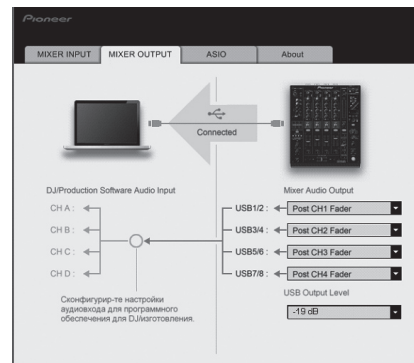 Pioneer
MIXER INPUT MIXER OUTPUT ASIO About
Connected
DJ/Production Software Audio Input Mixer Audio Output
CH A : USB1/2 : Post CH1 Fader
CH B : USB3/4 : Post CH2 Fader
CH C : USB5/6 : Post CH3 Fader
CH D : USB7/8 : Post CH4 Fader
USB Output Level
-19 dB
Сконфигурир-те настройки
аудиовхода для программного
обеспечения для DJ/изготовления.